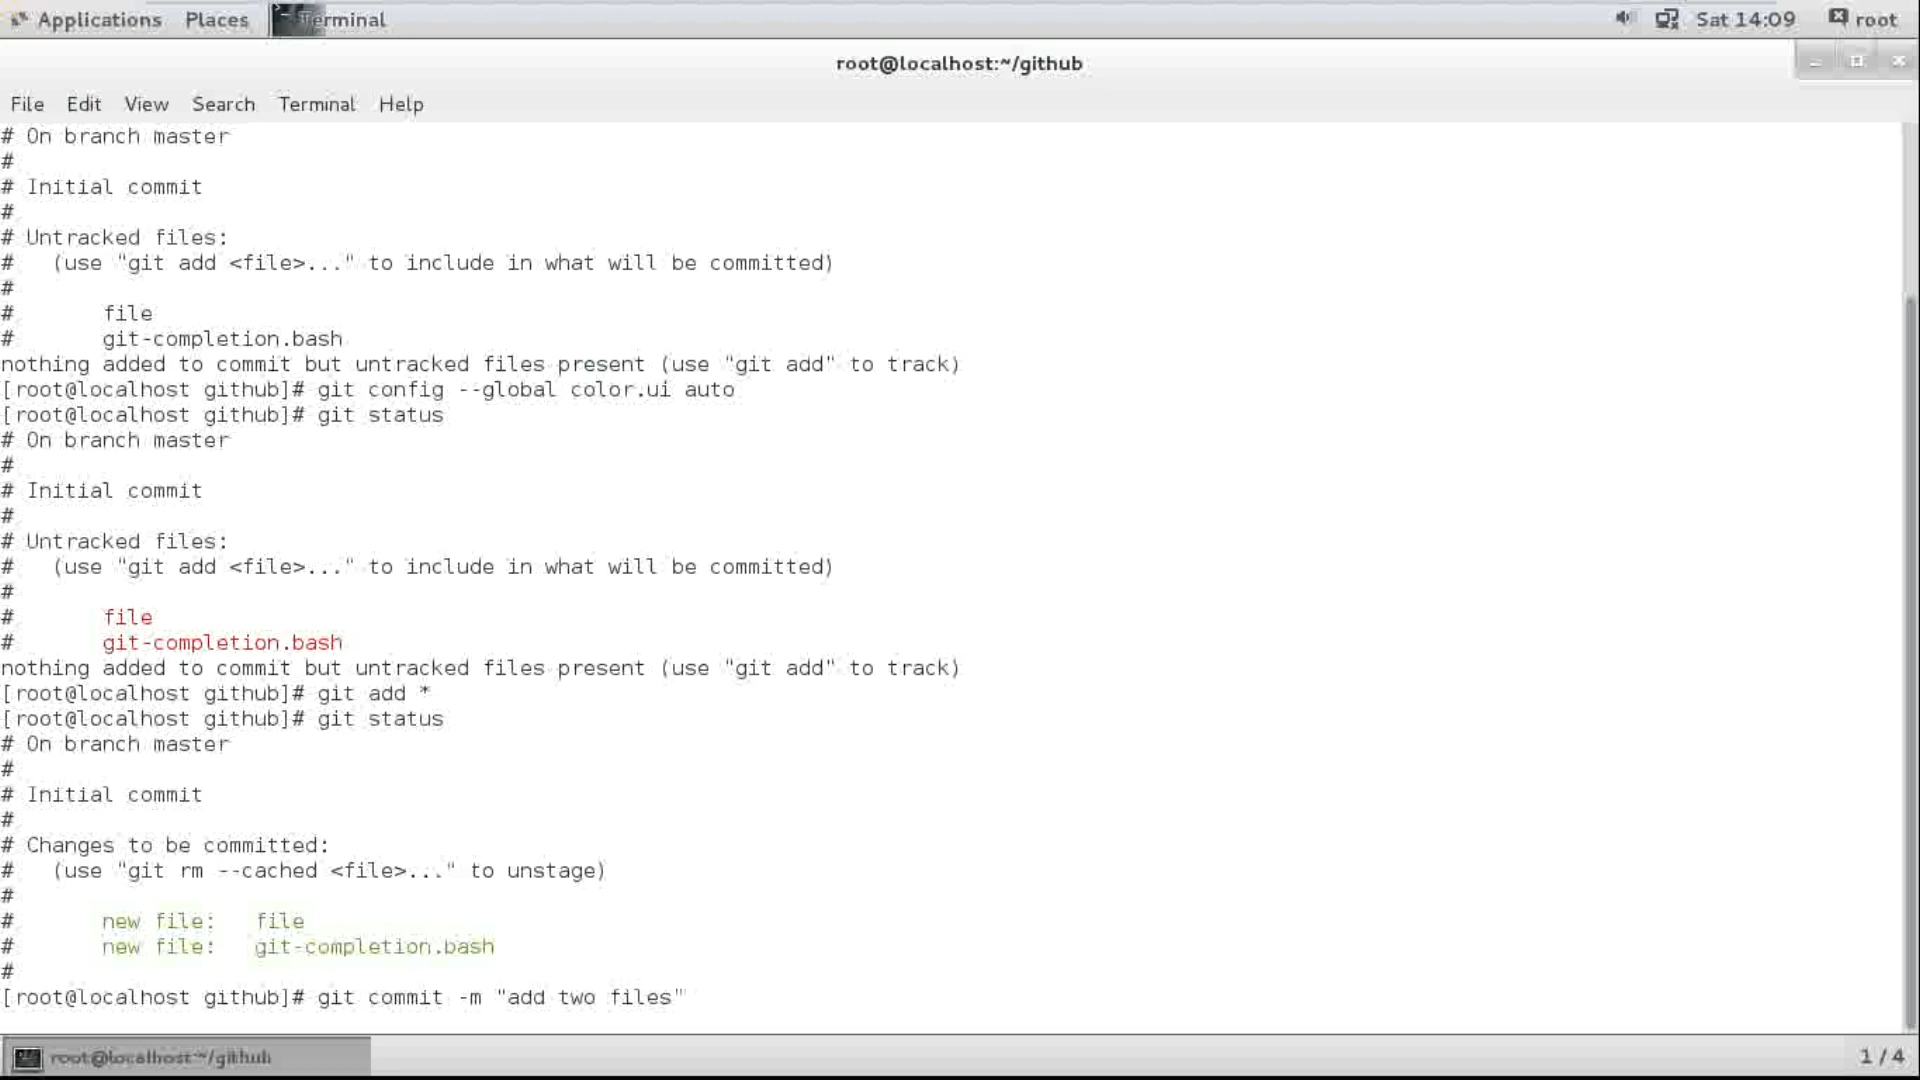 Applications Places Terminal Sat 14:09 root
root@localhost:~/github
File Edit View Search Terminal Help
# On branch master
#
# Initial commit
#
# Untracked files:
#   (use "git add <file>..." to include in what will be committed)
#
#       file
#       git-completion.bash
nothing added to commit but untracked files present (use "git add" to track)
[root@localhost github]# git config --global color.ui auto
[root@localhost github]# git status
# On branch master
#
# Initial commit
#
# Untracked files:
#   (use "git add <file>..." to include in what will be committed)
#
#       file
#       git-completion.bash
nothing added to commit but untracked files present (use "git add" to track)
[root@localhost github]# git add *
[root@localhost github]# git status
# On branch master
#
# Initial commit
#
# Changes to be committed:
#   (use "git rm --cached <file>..." to unstage)
#
#       new file:   file
#       new file:   git-completion.bash
#
[root@localhost github]# git commit -m "add two files"
root@localhost:~/github 1 / 4